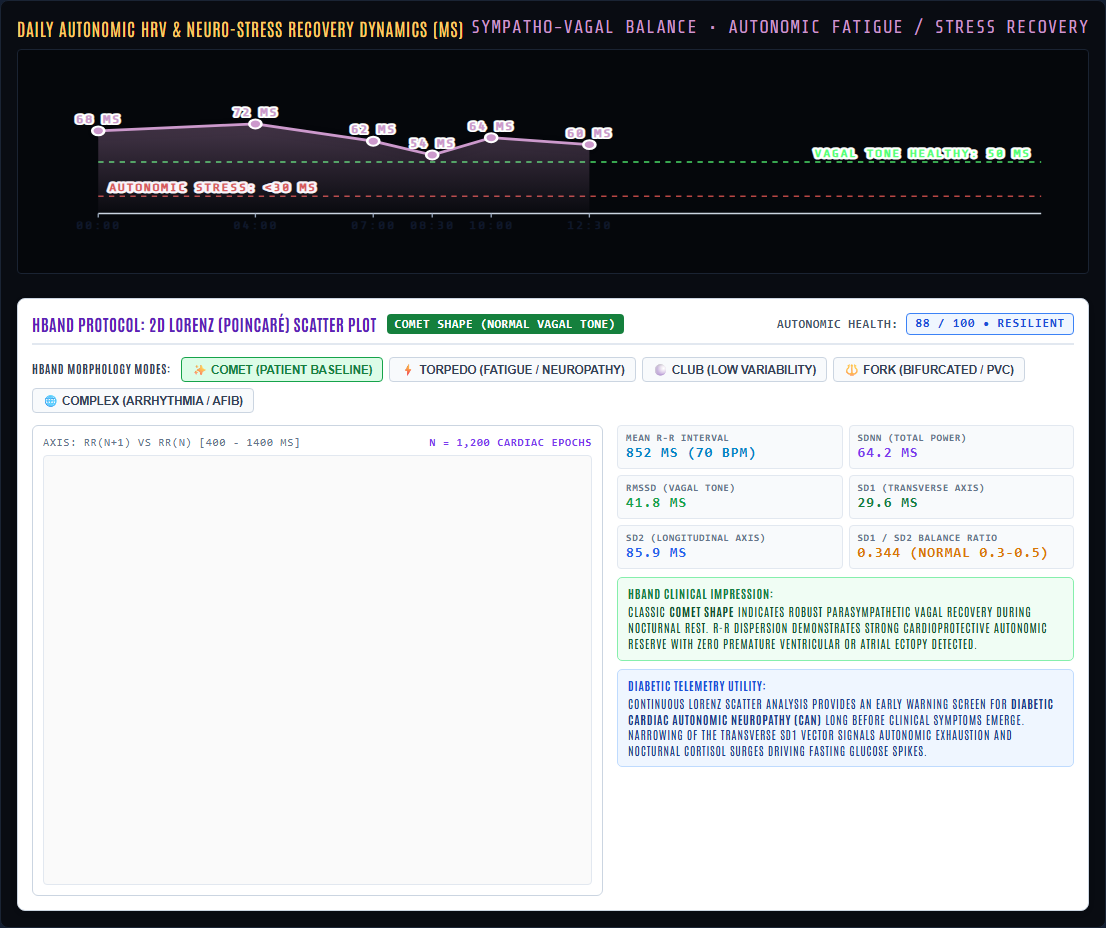 DAILY AUTONOMIC HRV & NEURO-STRESS RECOVERY DYNAMICS (MS)
SYMPATHO-VAGAL BALANCE · AUTONOMIC FATIGUE / STRESS RECOVERY
68 MS
72 MS
62 MS
54 MS
64 MS
60 MS
VAGAL TONE HEALTHY: 50 MS
AUTONOMIC STRESS: <30 MS
00:00
04:00
07:00
08:30
10:00
12:30
HBAND PROTOCOL: 2D LORENZ (POINCARÉ) SCATTER PLOT
COMET SHAPE (NORMAL VAGAL TONE)
AUTONOMIC HEALTH:
88 / 100 • RESILIENT
HBAND MORPHOLOGY MODES:
COMET (PATIENT BASELINE)
TORPEDO (FATIGUE / NEUROPATHY)
CLUB (LOW VARIABILITY)
FORK (BIFURCATED / PVC)
COMPLEX (ARRHYTHMIA / AFIB)
AXIS: RR(N+1) VS RR(N) [400 - 1400 MS]
N = 1,200 CARDIAC EPOCHS
MEAN R-R INTERVAL
852 MS (70 BPM)
SDNN (TOTAL POWER)
64.2 MS
RMSSD (VAGAL TONE)
41.8 MS
SD1 (TRANSVERSE AXIS)
29.6 MS
SD2 (LONGITUDINAL AXIS)
85.9 MS
SD1 / SD2 BALANCE RATIO
0.344 (NORMAL 0.3-0.5)
HBAND CLINICAL IMPRESSION:
CLASSIC COMET SHAPE INDICATES ROBUST PARASYMPATHETIC VAGAL RECOVERY DURING
NOCTURNAL REST. R-R DISPERSION DEMONSTRATES STRONG CARDIOPROTECTIVE AUTONOMIC
RESERVE WITH ZERO PREMATURE VENTRICULAR OR ATRIAL ECTOPY DETECTED.
DIABETIC TELEMETRY UTILITY:
CONTINUOUS LORENZ SCATTER ANALYSIS PROVIDES AN EARLY WARNING SCREEN FOR DIABETIC
CARDIAC AUTONOMIC NEUROPATHY (CAN) LONG BEFORE CLINICAL SYMPTOMS EMERGE.
NARROWING OF THE TRANSVERSE SD1 VECTOR SIGNALS AUTONOMIC EXHAUSTION AND
NOCTURNAL CORTISOL SURGES DRIVING FASTING GLUCOSE SPIKES.